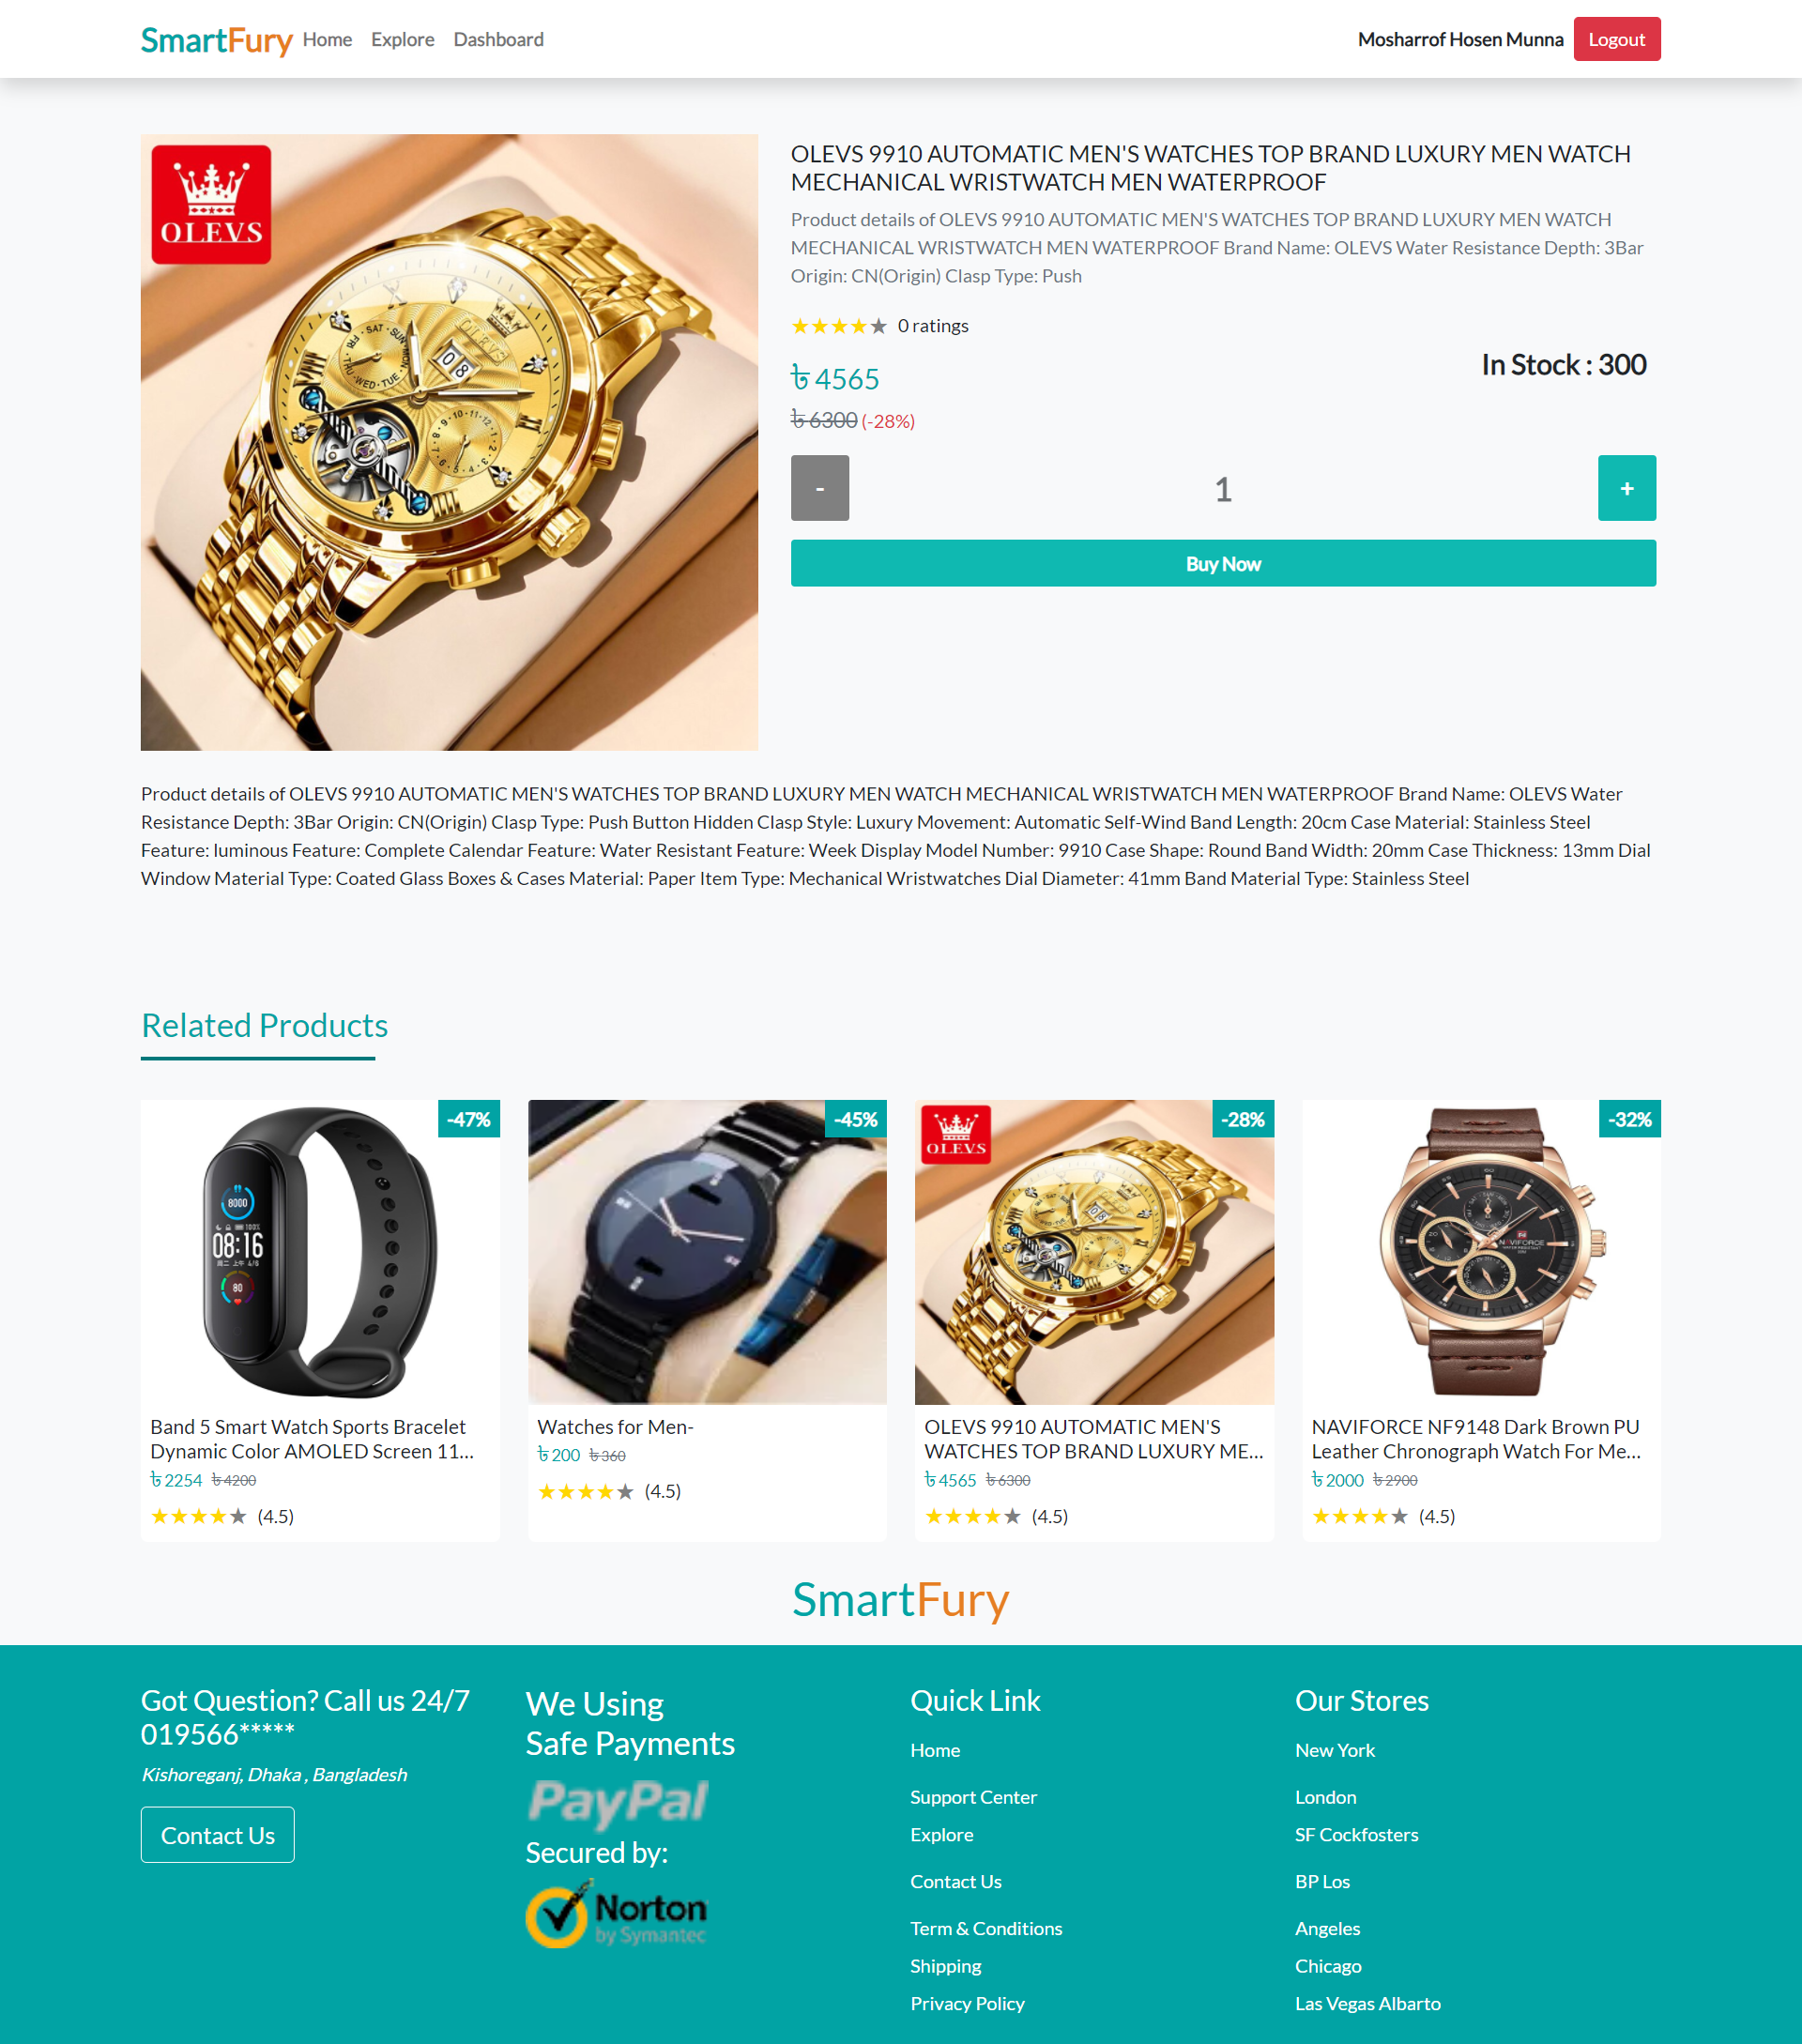 SmartFury Home Explore Dashboard
Mosharrof Hosen Munna Logout
OLEVS
OLEVS 9910 AUTOMATIC MEN'S WATCHES TOP BRAND LUXURY MEN WATCH
MECHANICAL WRISTWATCH MEN WATERPROOF
Product details of OLEVS 9910 AUTOMATIC MEN'S WATCHES TOP BRAND LUXURY MEN WATCH
MECHANICAL WRISTWATCH MEN WATERPROOF Brand Name: OLEVS Water Resistance Depth: 3Bar
Origin: CN(Origin) Clasp Type: Push
★★★★★ 0 ratings
৳ 4565
In Stock : 300
৳ 6300 (-28%)
- 1 +
Buy Now
Product details of OLEVS 9910 AUTOMATIC MEN'S WATCHES TOP BRAND LUXURY MEN WATCH MECHANICAL WRISTWATCH MEN WATERPROOF Brand Name: OLEVS Water
Resistance Depth: 3Bar Origin: CN(Origin) Clasp Type: Push Button Hidden Clasp Style: Luxury Movement: Automatic Self-Wind Band Length: 20cm Case Material: Stainless Steel
Feature: luminous Feature: Complete Calendar Feature: Water Resistant Feature: Week Display Model Number: 9910 Case Shape: Round Band Width: 20mm Case Thickness: 13mm Dial
Window Material Type: Coated Glass Boxes & Cases Material: Paper Item Type: Mechanical Wristwatches Dial Diameter: 41mm Band Material Type: Stainless Steel
Related Products
-47%
8000
100%
08:16
周二 上午 4/6
80
Band 5 Smart Watch Sports Bracelet
Dynamic Color AMOLED Screen 11...
৳ 2254 ৳ 4200
★★★★★ (4.5)
-45%
Watches for Men-
৳ 200 ৳ 360
★★★★★ (4.5)
-28%
OLEVS
OLEVS 9910 AUTOMATIC MEN'S
WATCHES TOP BRAND LUXURY ME...
৳ 4565 ৳ 6300
★★★★★ (4.5)
-32%
NAVIFORCE
NAVIFORCE NF9148 Dark Brown PU
Leather Chronograph Watch For Me...
৳ 2000 ৳ 2900
★★★★★ (4.5)
SmartFury
Got Question? Call us 24/7
019566*****
Kishoreganj, Dhaka , Bangladesh
Contact Us
We Using
Safe Payments
PayPal
Secured by:
Norton
by Symantec
Quick Link
Home
Support Center
Explore
Contact Us
Term & Conditions
Shipping
Privacy Policy
Our Stores
New York
London
SF Cockfosters
BP Los
Angeles
Chicago
Las Vegas Albarto